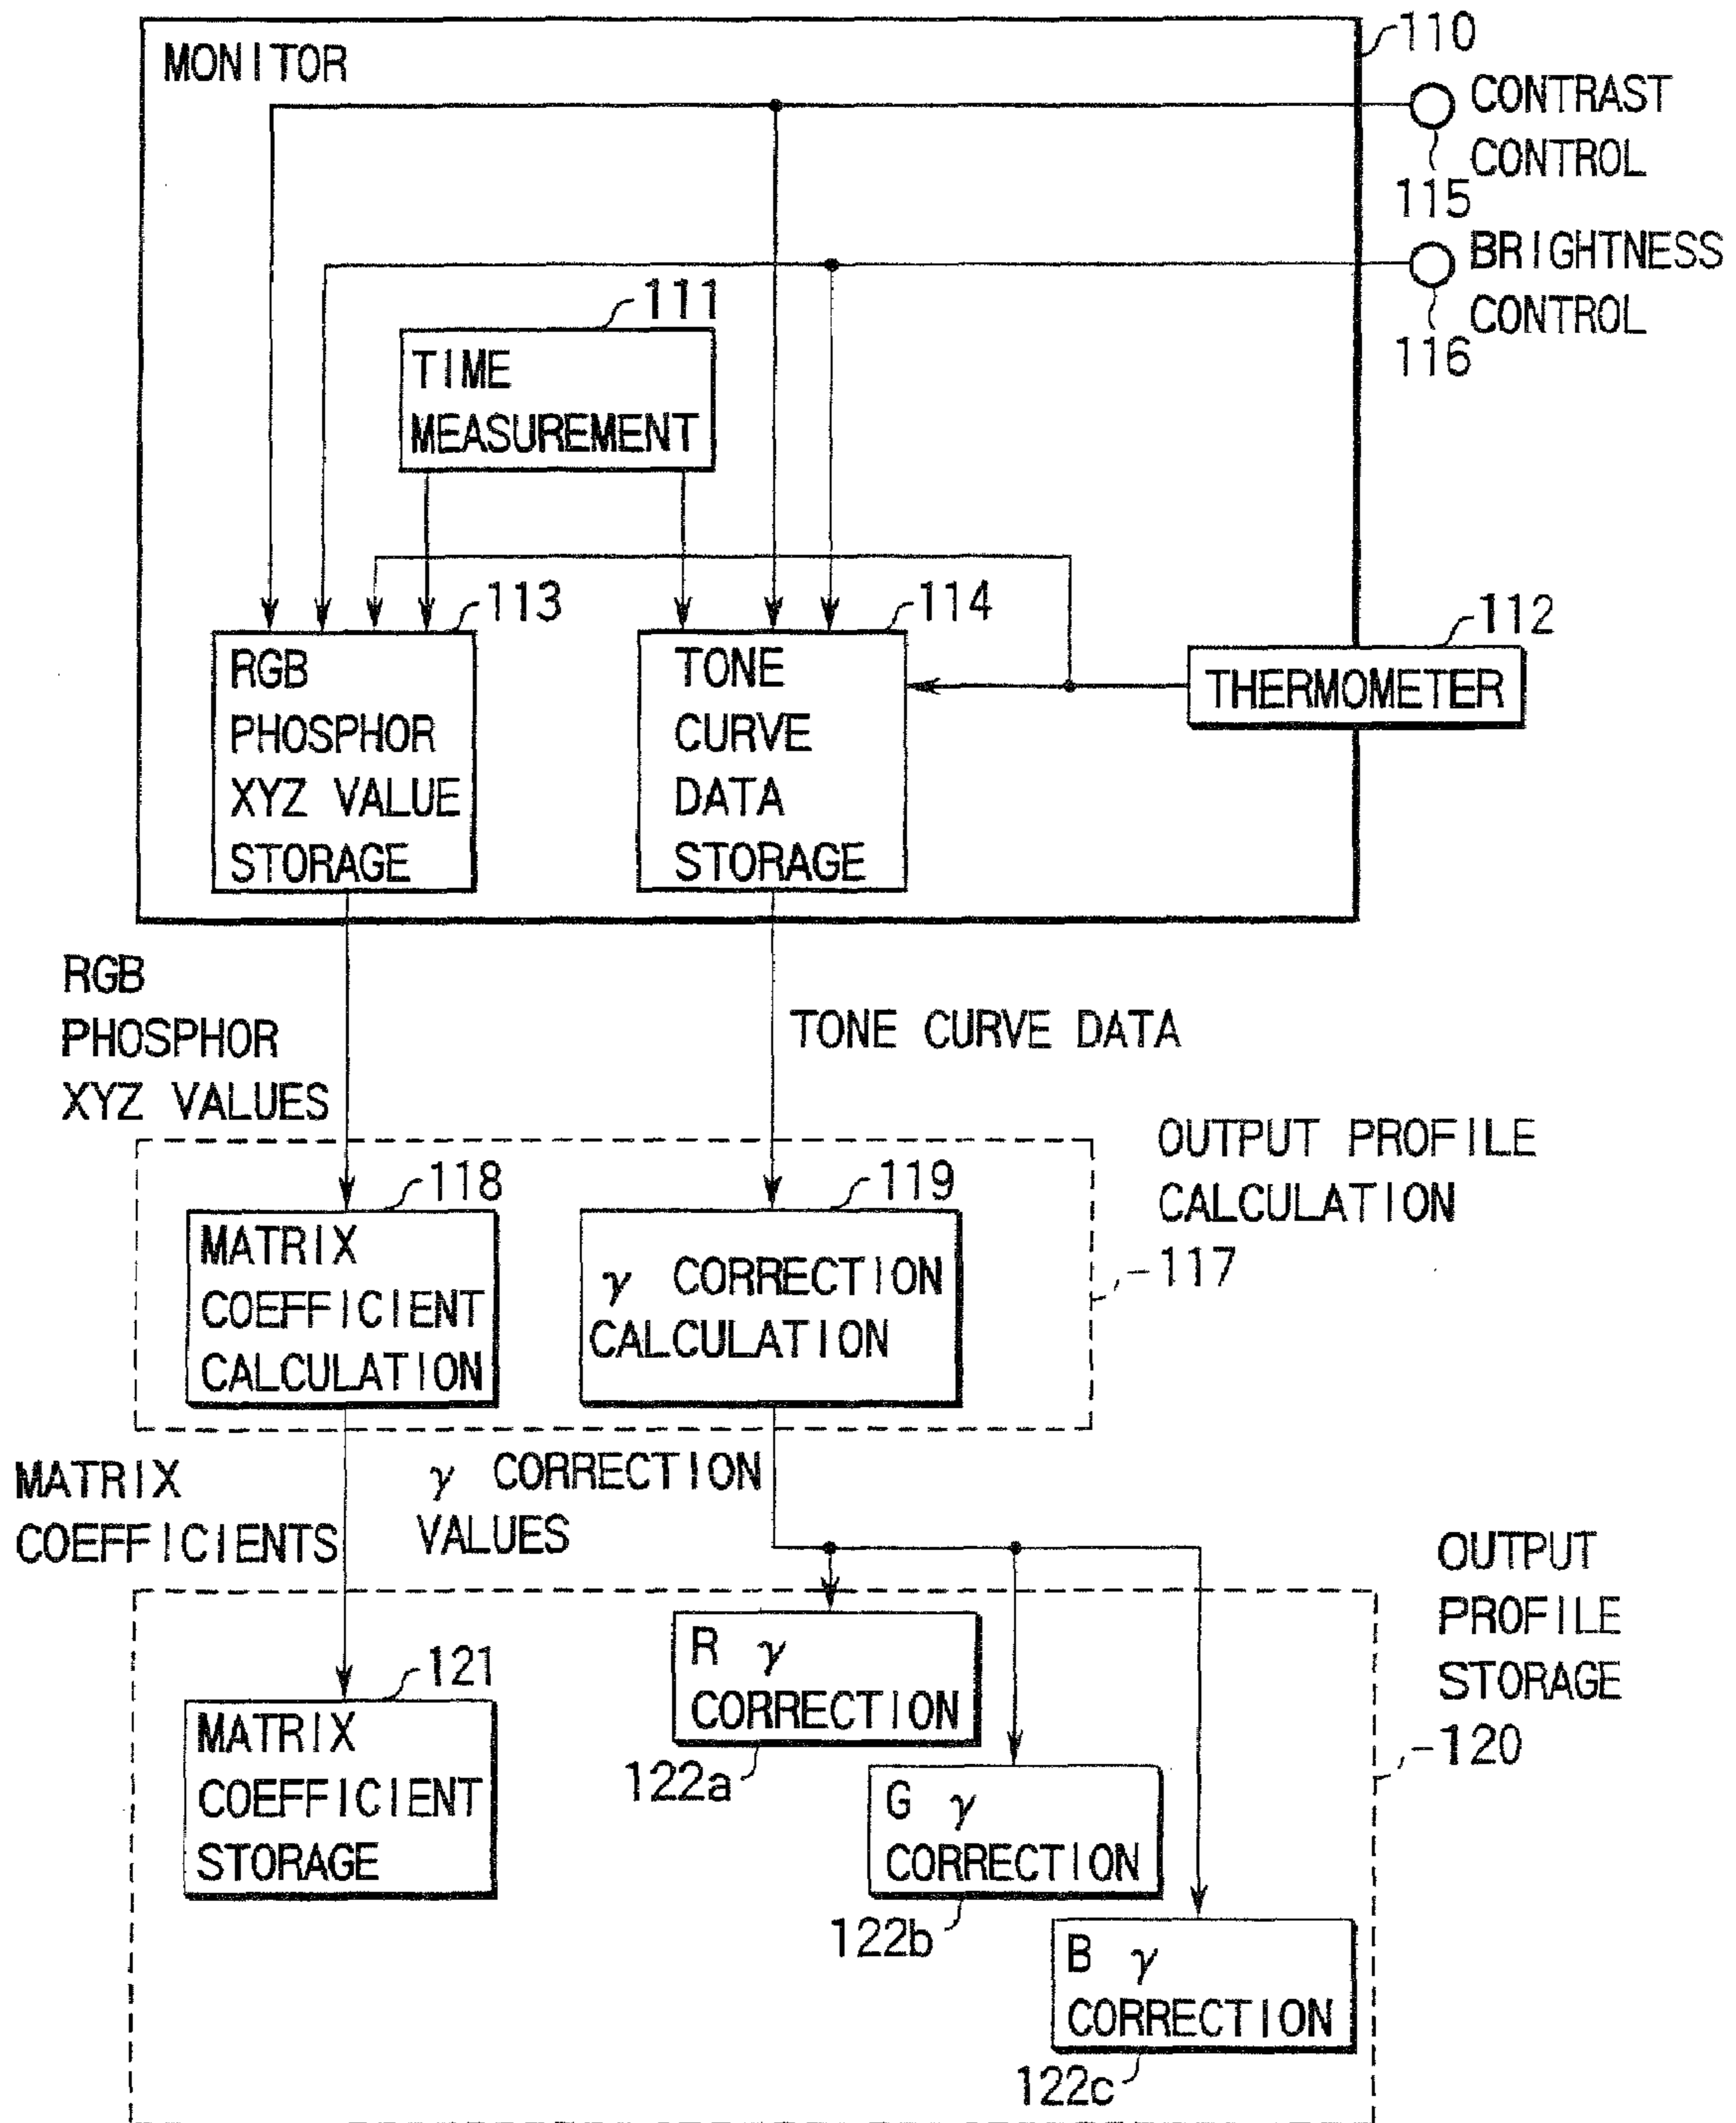 MONITOR
110
CONTRAST
CONTROL
115
BRIGHTNESS
CONTROL
116
111
TIME
MEASUREMENT
113
RGB
PHOSPHOR
XYZ VALUE
STORAGE
114
TONE
CURVE
DATA
STORAGE
112
THERMOMETER
RGB
PHOSPHOR
XYZ VALUES
TONE CURVE DATA
OUTPUT PROFILE
CALCULATION
117
118
MATRIX
COEFFICIENT
CALCULATION
119
γ CORRECTION
CALCULATION
MATRIX
COEFFICIENTS
γ CORRECTION
VALUES
OUTPUT
PROFILE
STORAGE
120
121
MATRIX
COEFFICIENT
STORAGE
R γ
CORRECTION
122a
G γ
CORRECTION
122b
B γ
CORRECTION
122c